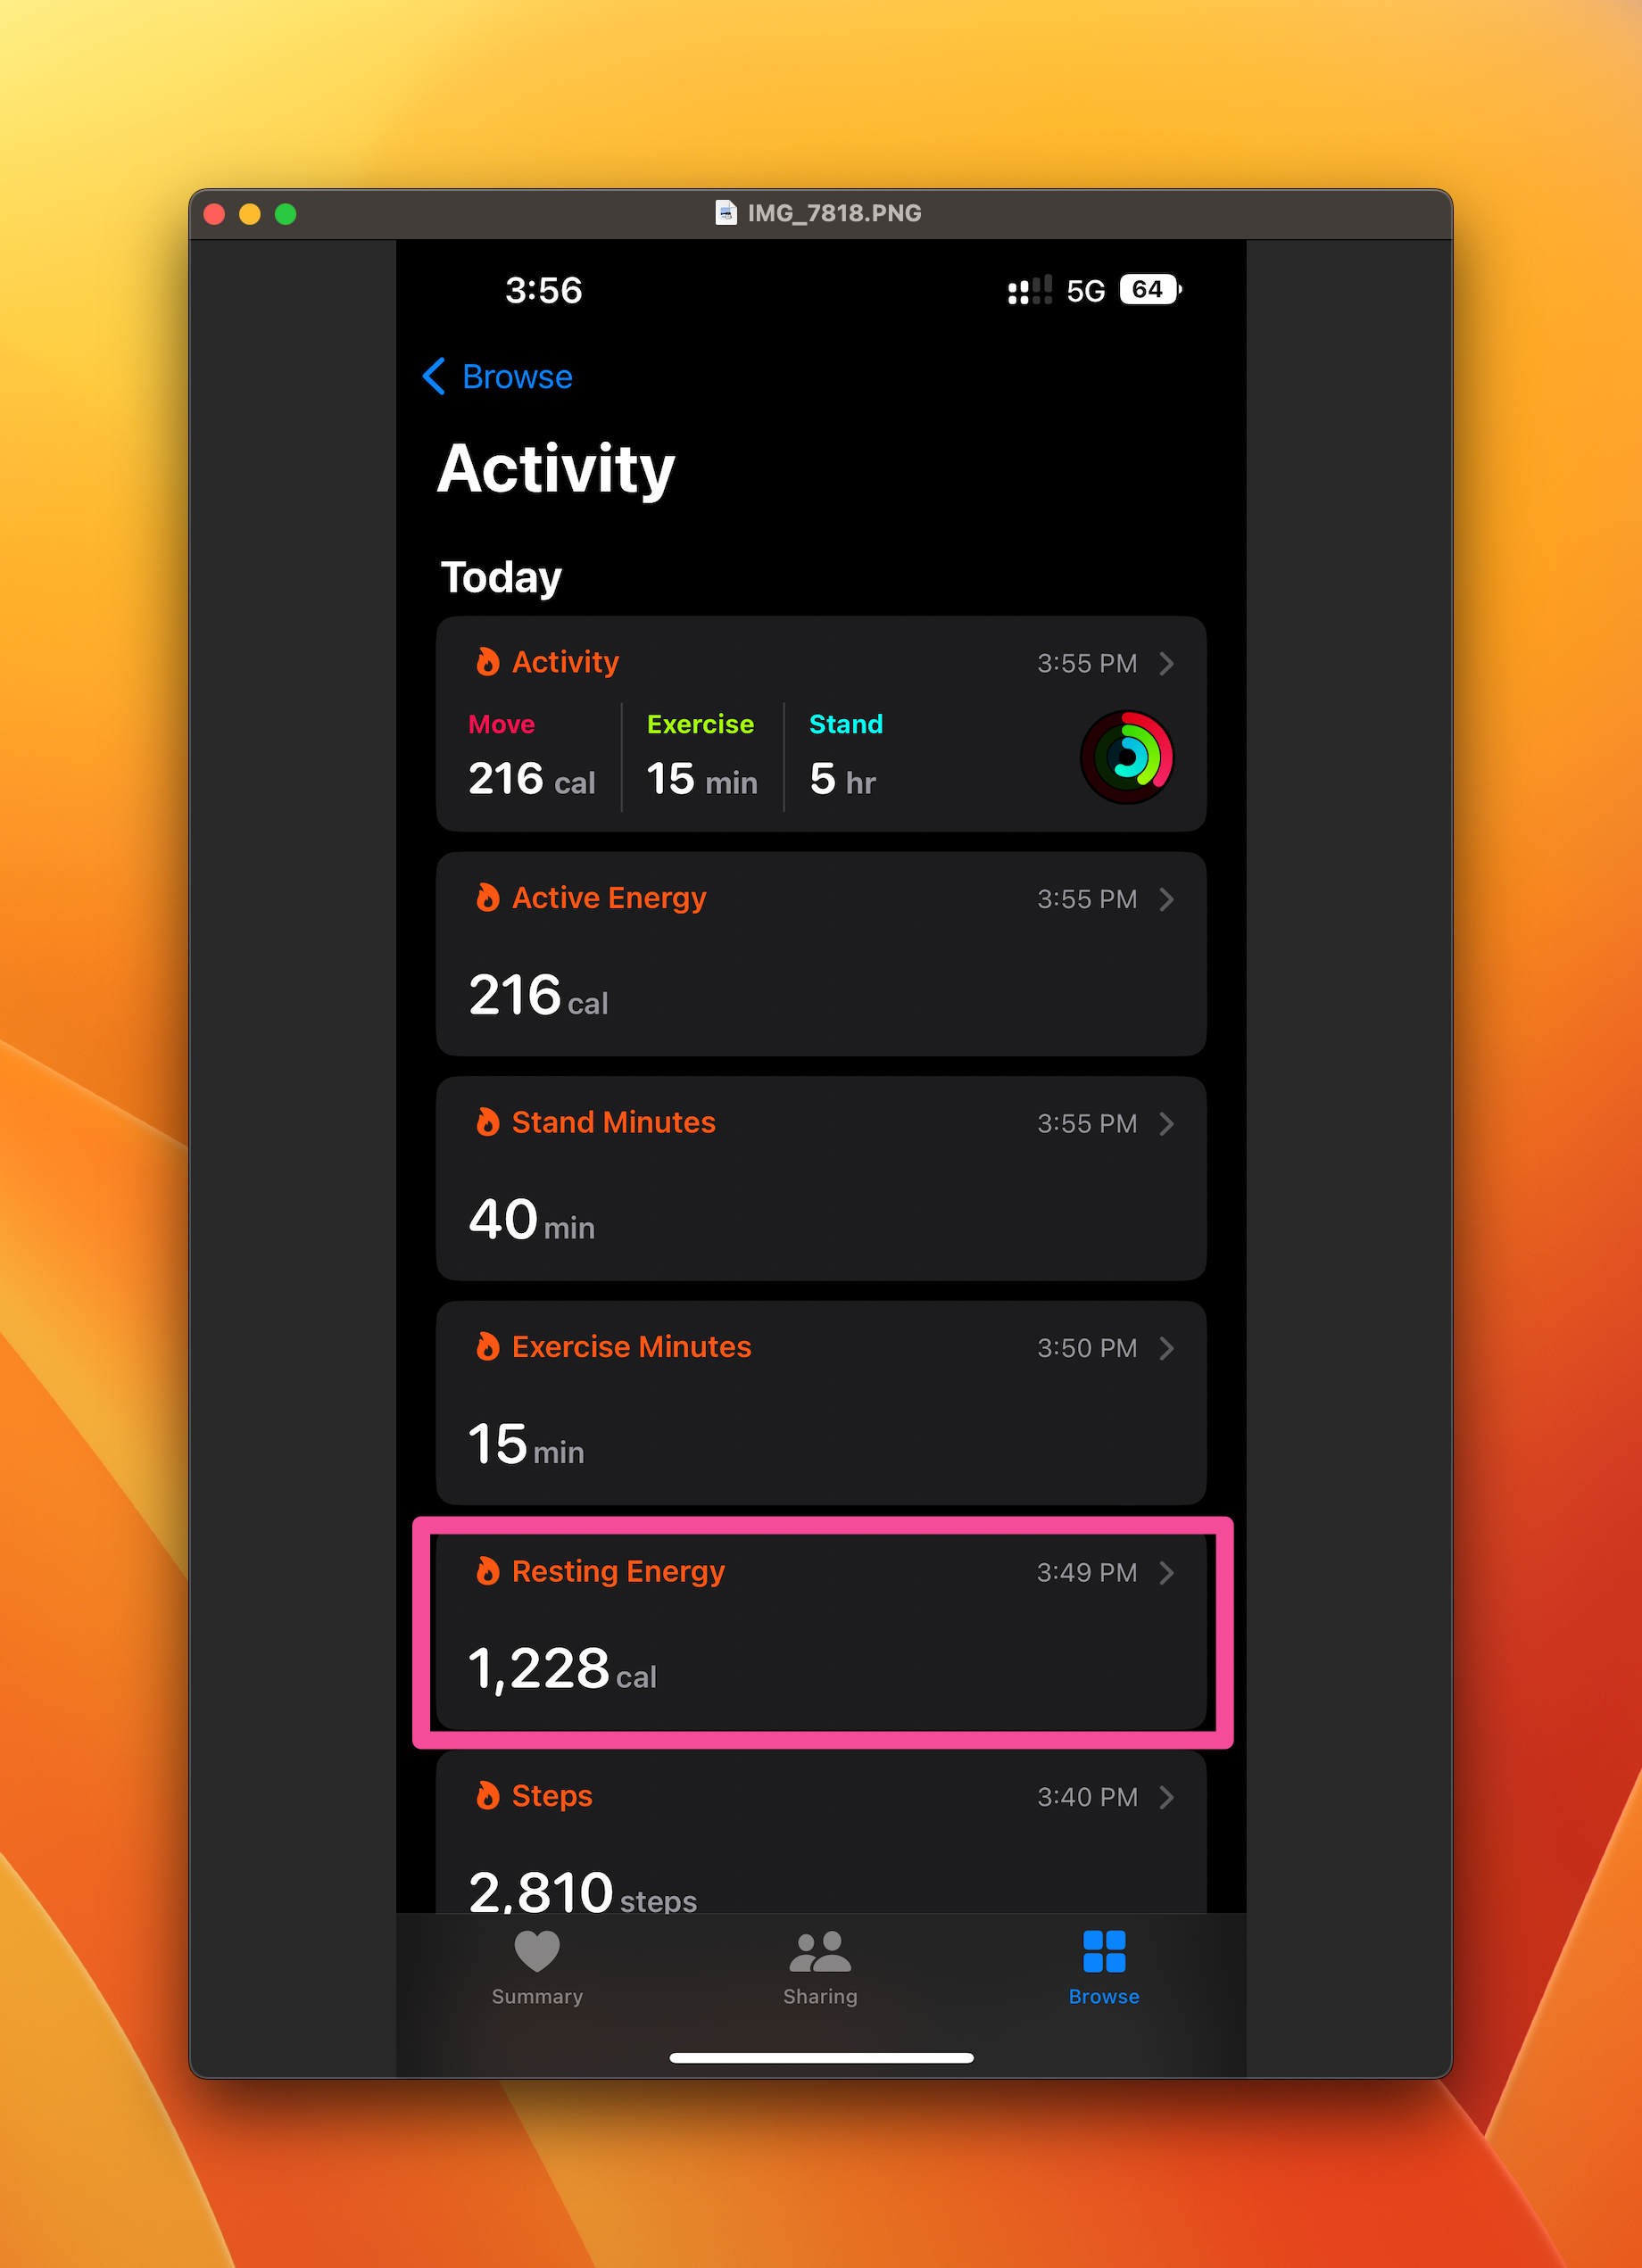 IMG_7818.PNG
3:56 5G 64
Browse
Activity
Today
Activity 3:55 PM
Move Exercise Stand
216 cal 15 min 5 hr
Active Energy 3:55 PM
216 cal
Stand Minutes 3:55 PM
40 min
Exercise Minutes 3:50 PM
15 min
Resting Energy 3:49 PM
1,228 cal
Steps 3:40 PM
2,810 steps
Summary Sharing Browse